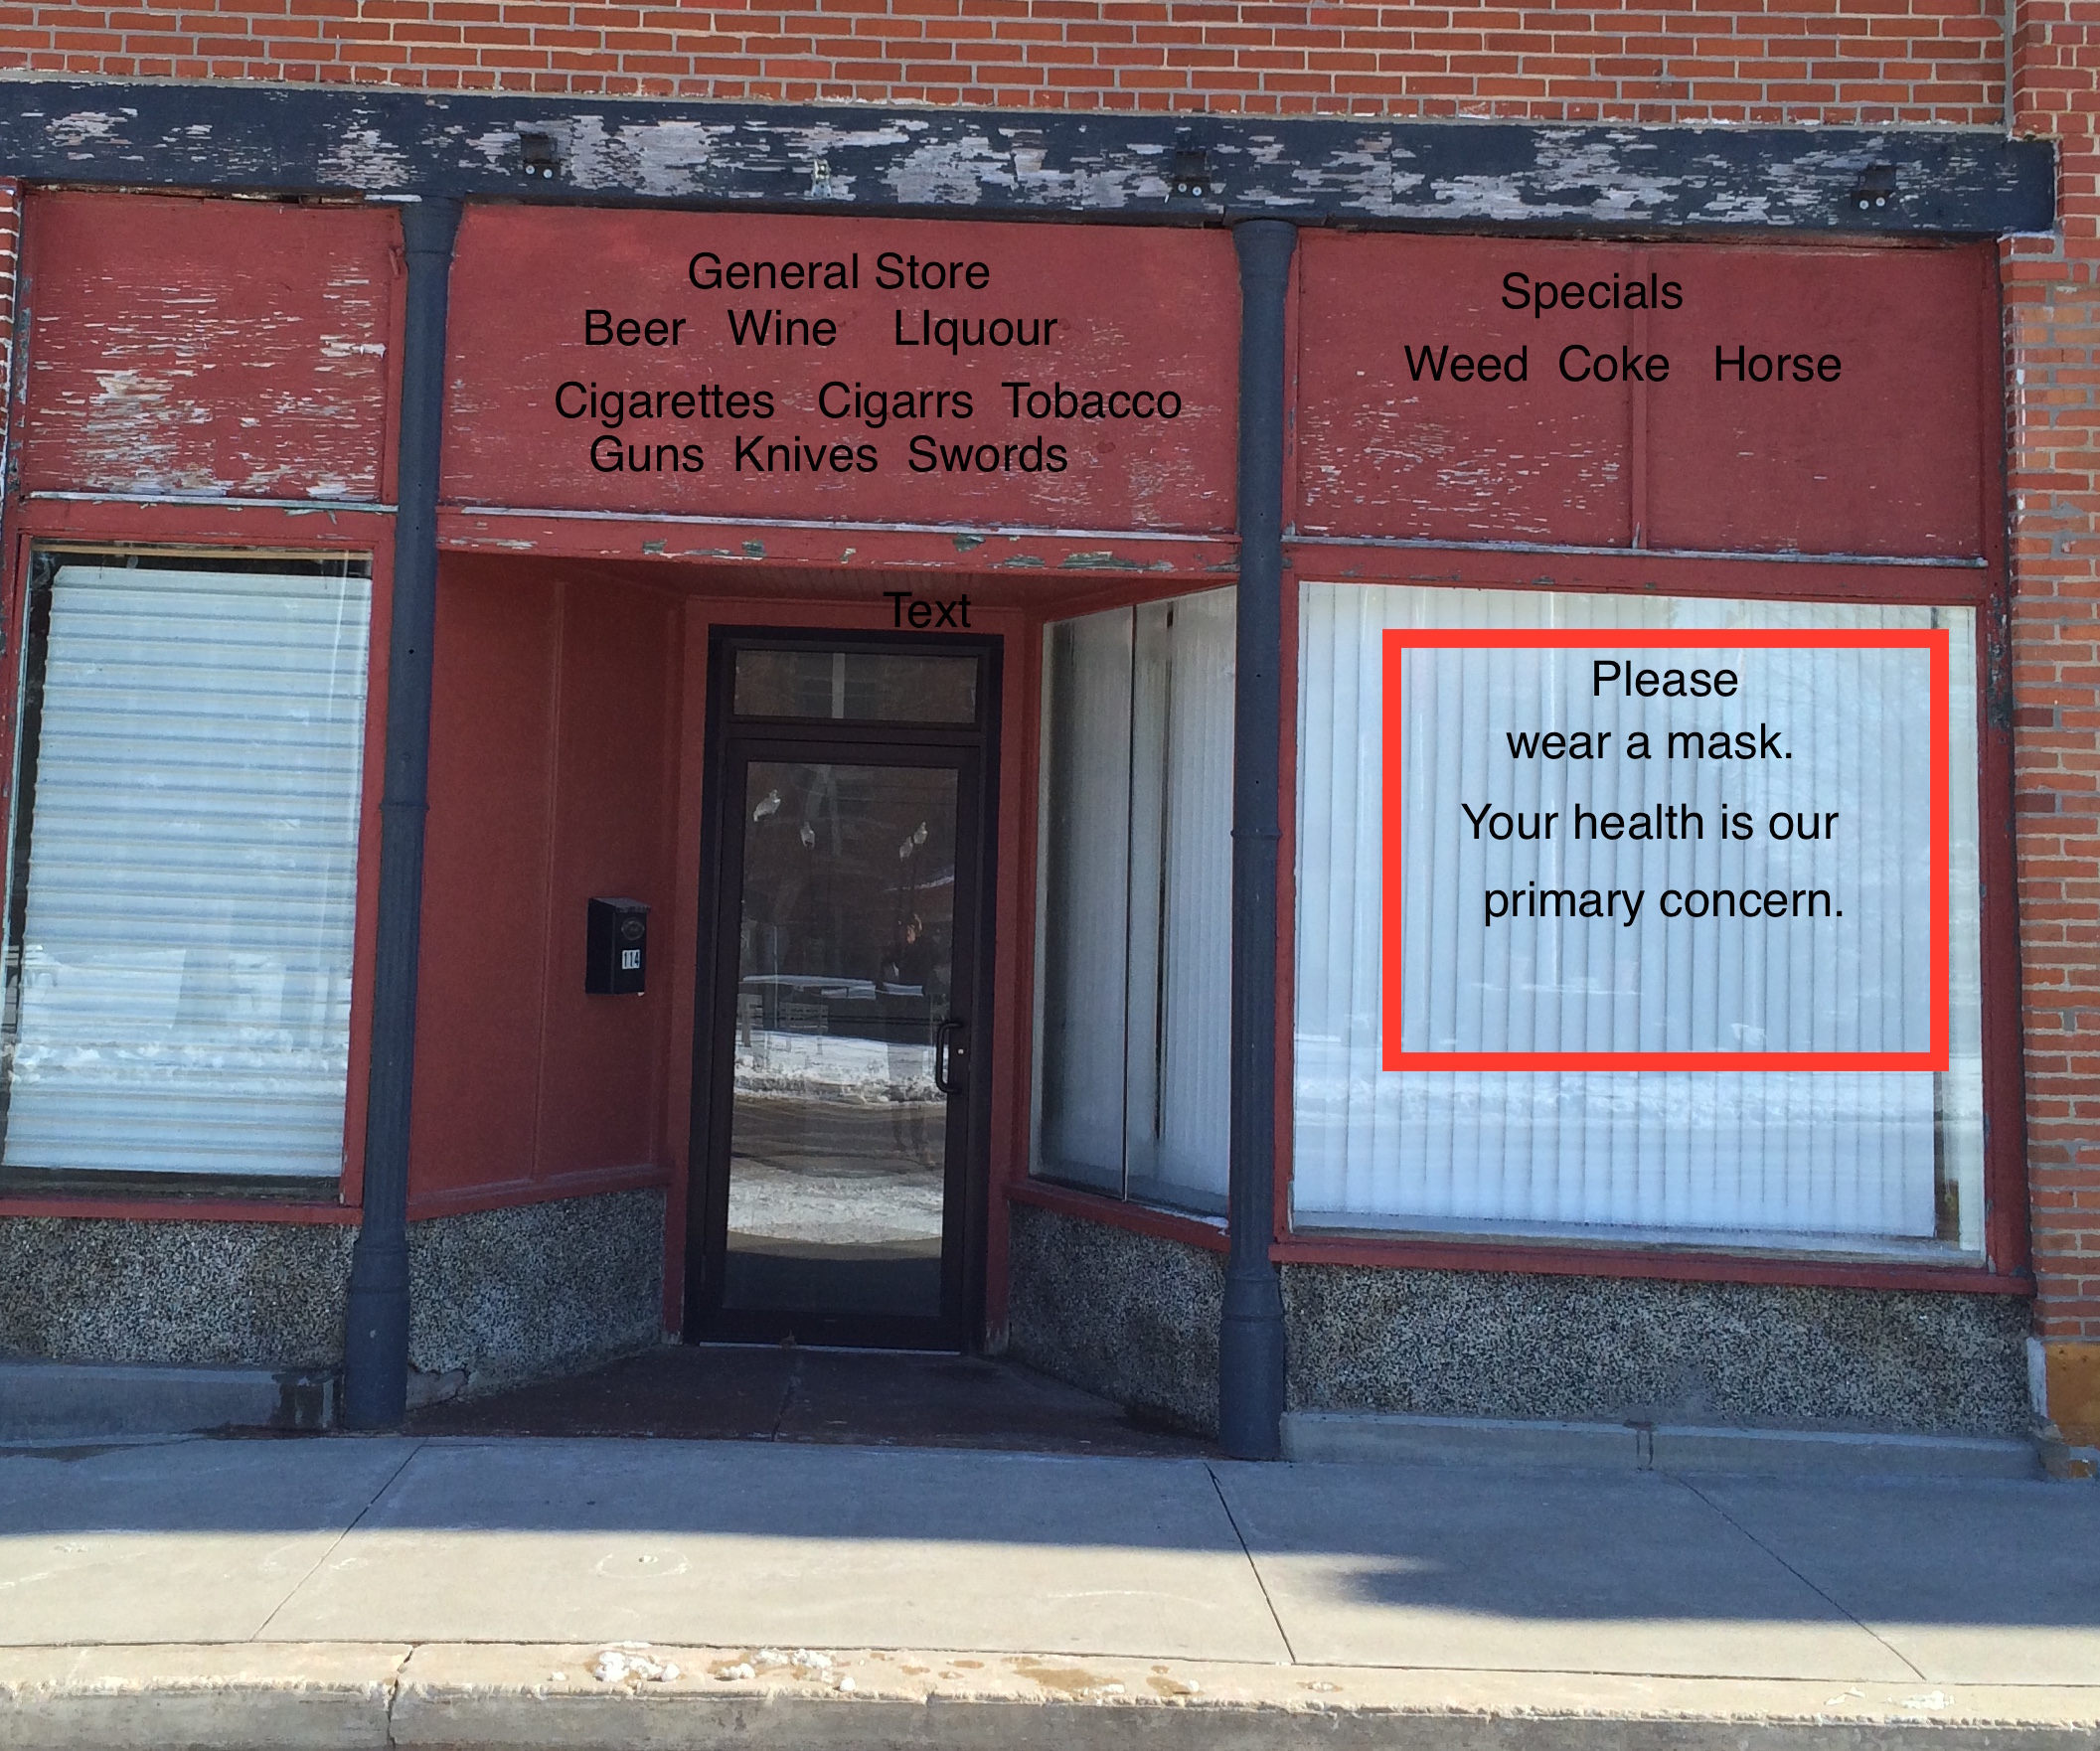 General Store
Beer Wine LIquour
Cigarettes Cigarrs Tobacco
Guns Knives Swords
Specials
Weed Coke Horse
Text
Please
wear a mask.
Your health is our
primary concern.
114